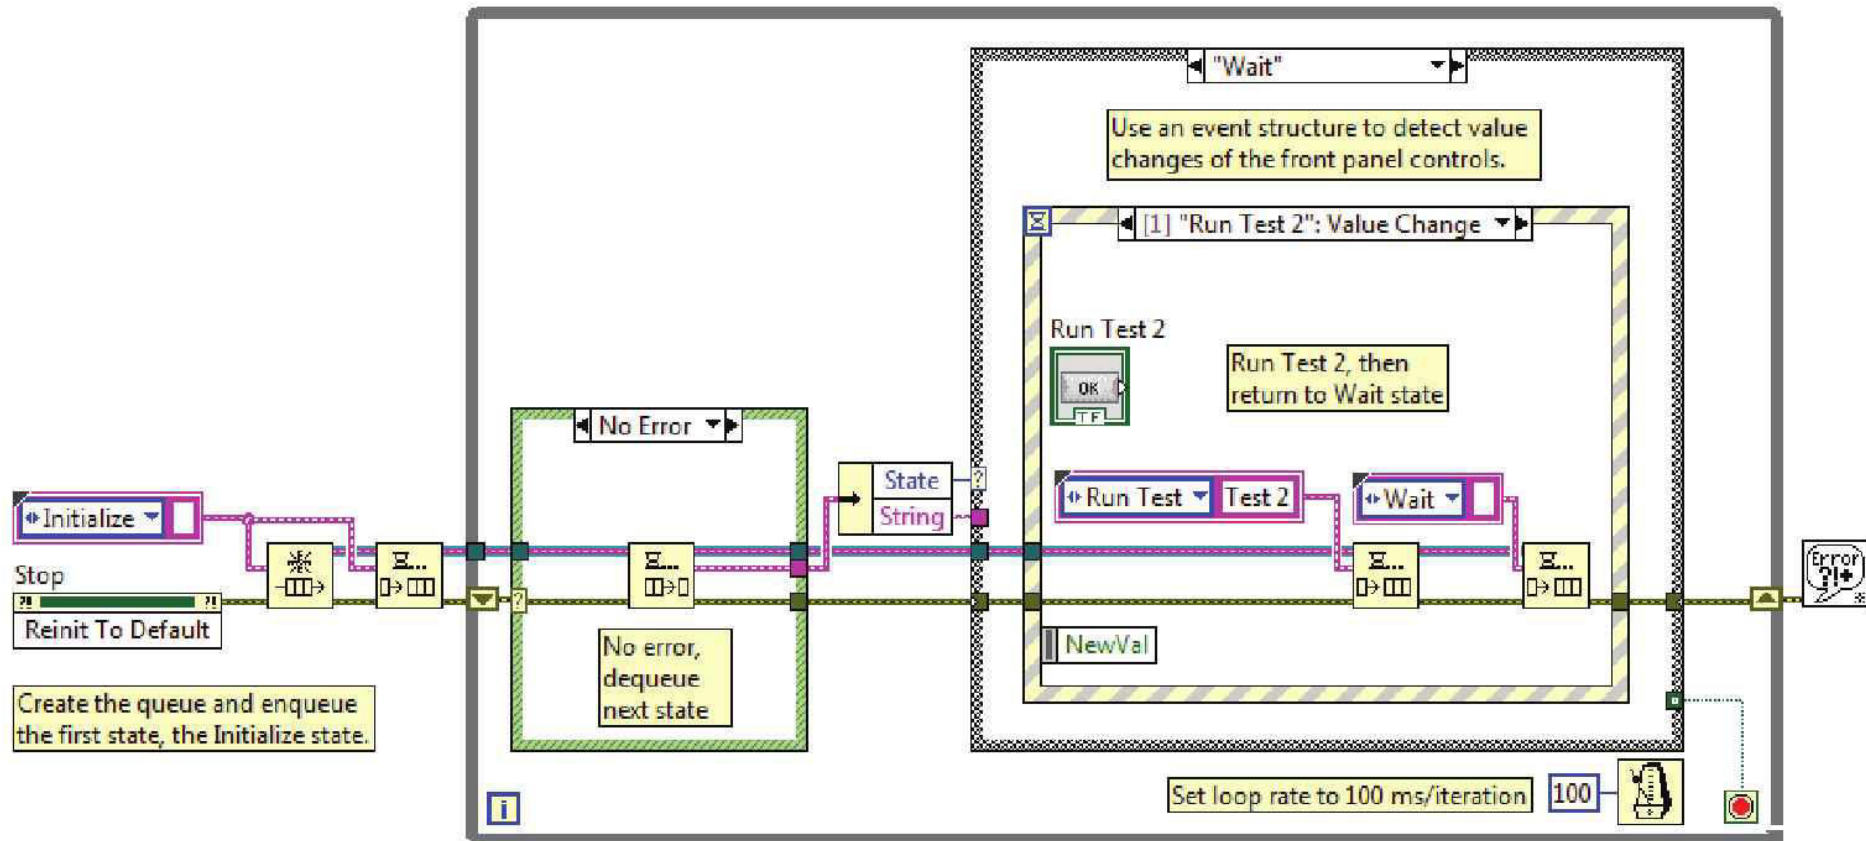 "Wait"
Use an event structure to detect value
changes of the front panel controls.
[1] "Run Test 2": Value Change
Run Test 2
OK
TF
Run Test 2, then
return to Wait state
No Error
State
String
Run Test
Test 2
Wait
Initialize
Stop
?!
?!
Reinit To Default
?
?
Error
?!+
No error,
dequeue
next state
NewVal
Create the queue and enqueue
the first state, the Initialize state.
i
Set loop rate to 100 ms/iteration
100